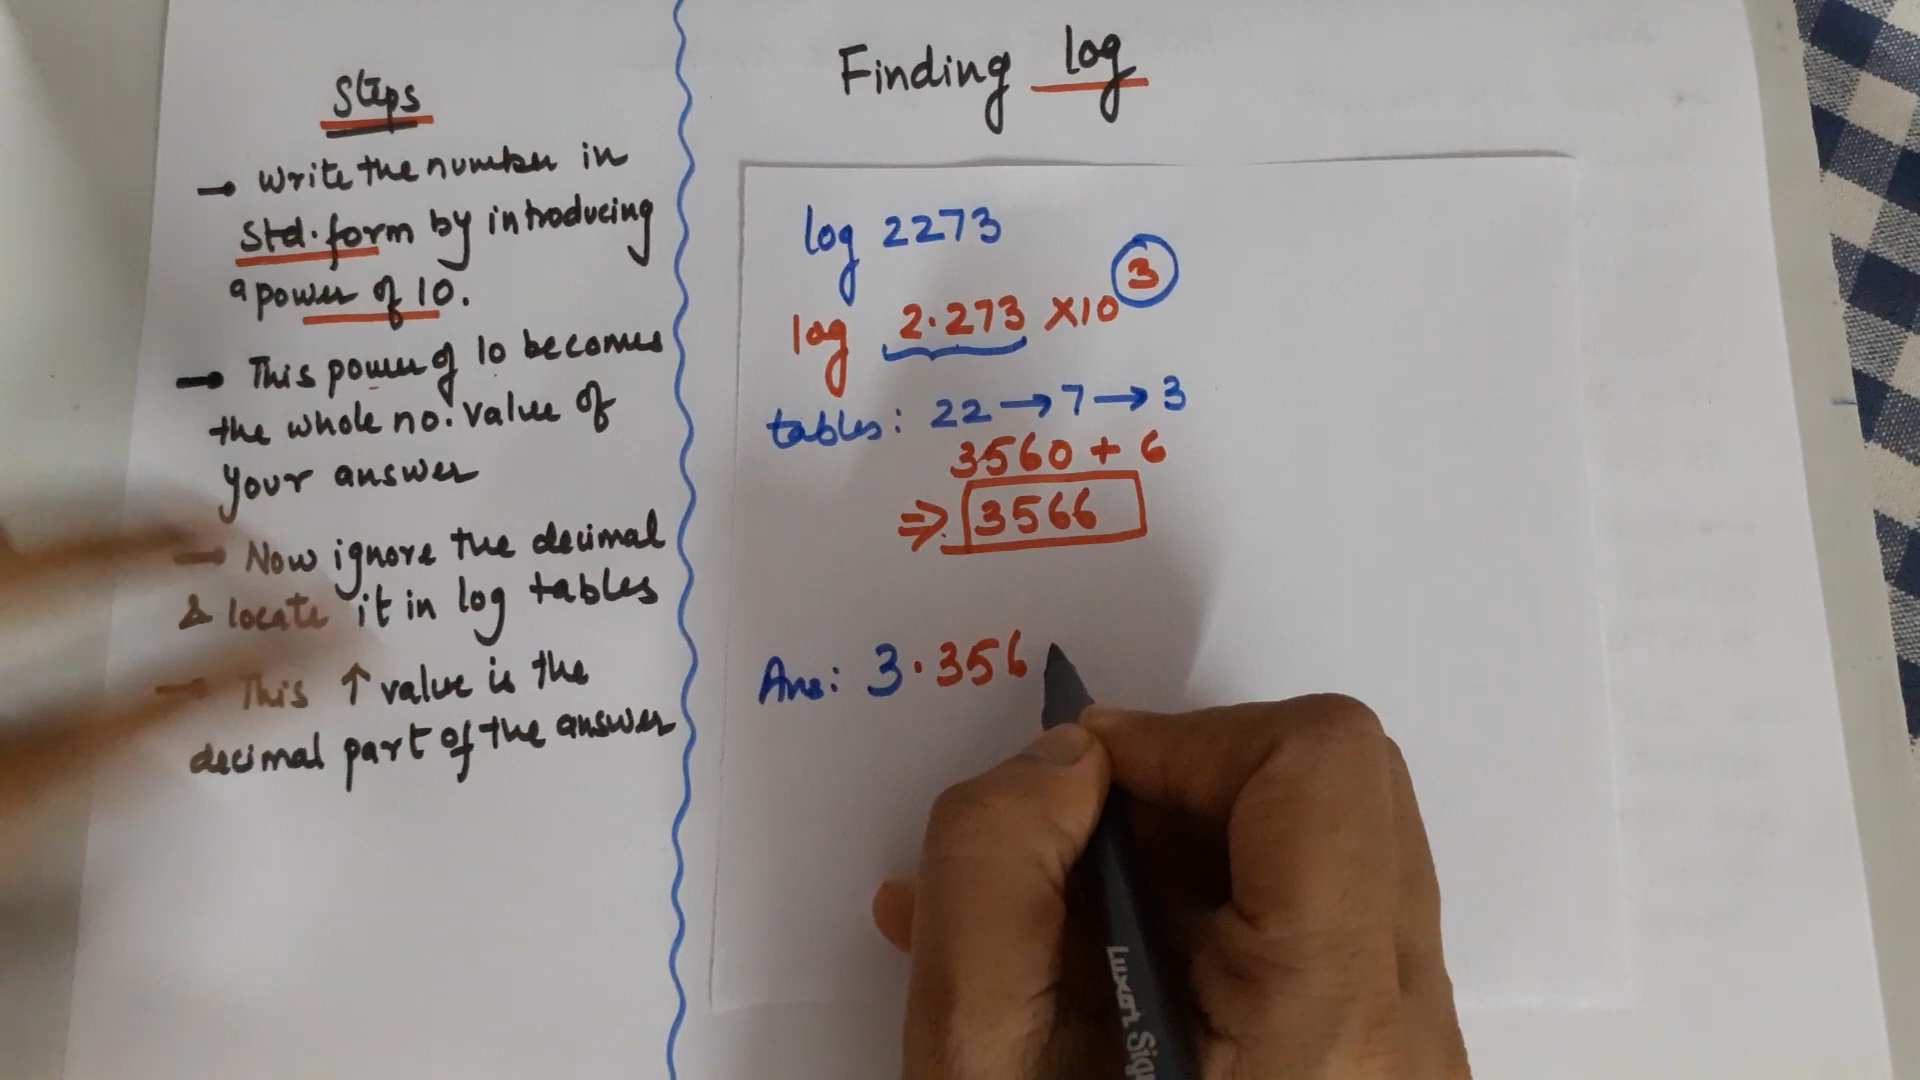 Steps
→ Write the number in
Std. form by introducing
a power of 10.
→ This power of 10 becomes
the whole no. value of
your answer
→ Now ignore the decimal
& locate it in log tables
→ This ↑ value is the
decimal part of the answer
Finding log
log 2273
log 2.273 ×10³
tables: 22→7→3
3560 + 6
⇒ 3566
Ans: 3.356
Luxor